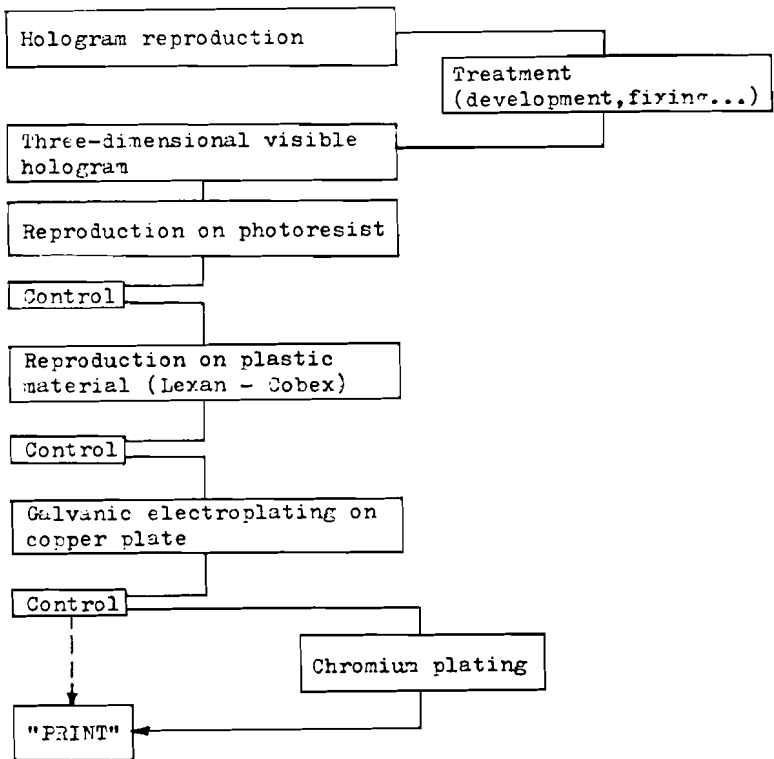 Hologram reproduction
Treatment
(development,fixing...)
Three-dimensional visible
hologram
Reproduction on photoresist
Control
Reproduction on plastic
material (Lexan - Cobex)
Control
Galvanic electroplating on
copper plate
Control
Chromium plating
"PRINT"